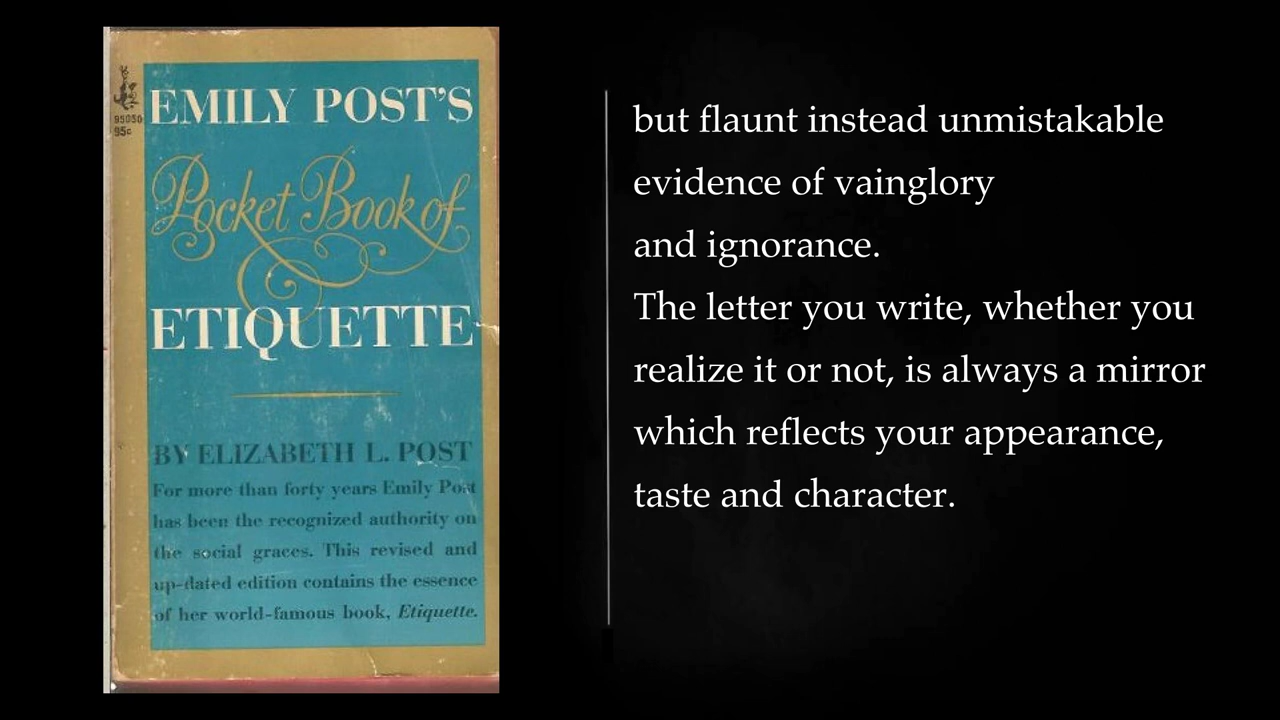 EMILY POST'S
Pocket Book of
ETIQUETTE
95050
95c
BY ELIZABETH L. POST
For more than forty years Emily Post
has been the recognized authority on
the social graces. This revised and
up-dated edition contains the essence
of her world-famous book, Etiquette.
but flaunt instead unmistakable
evidence of vainglory
and ignorance.
The letter you write, whether you
realize it or not, is always a mirror
which reflects your appearance,
taste and character.